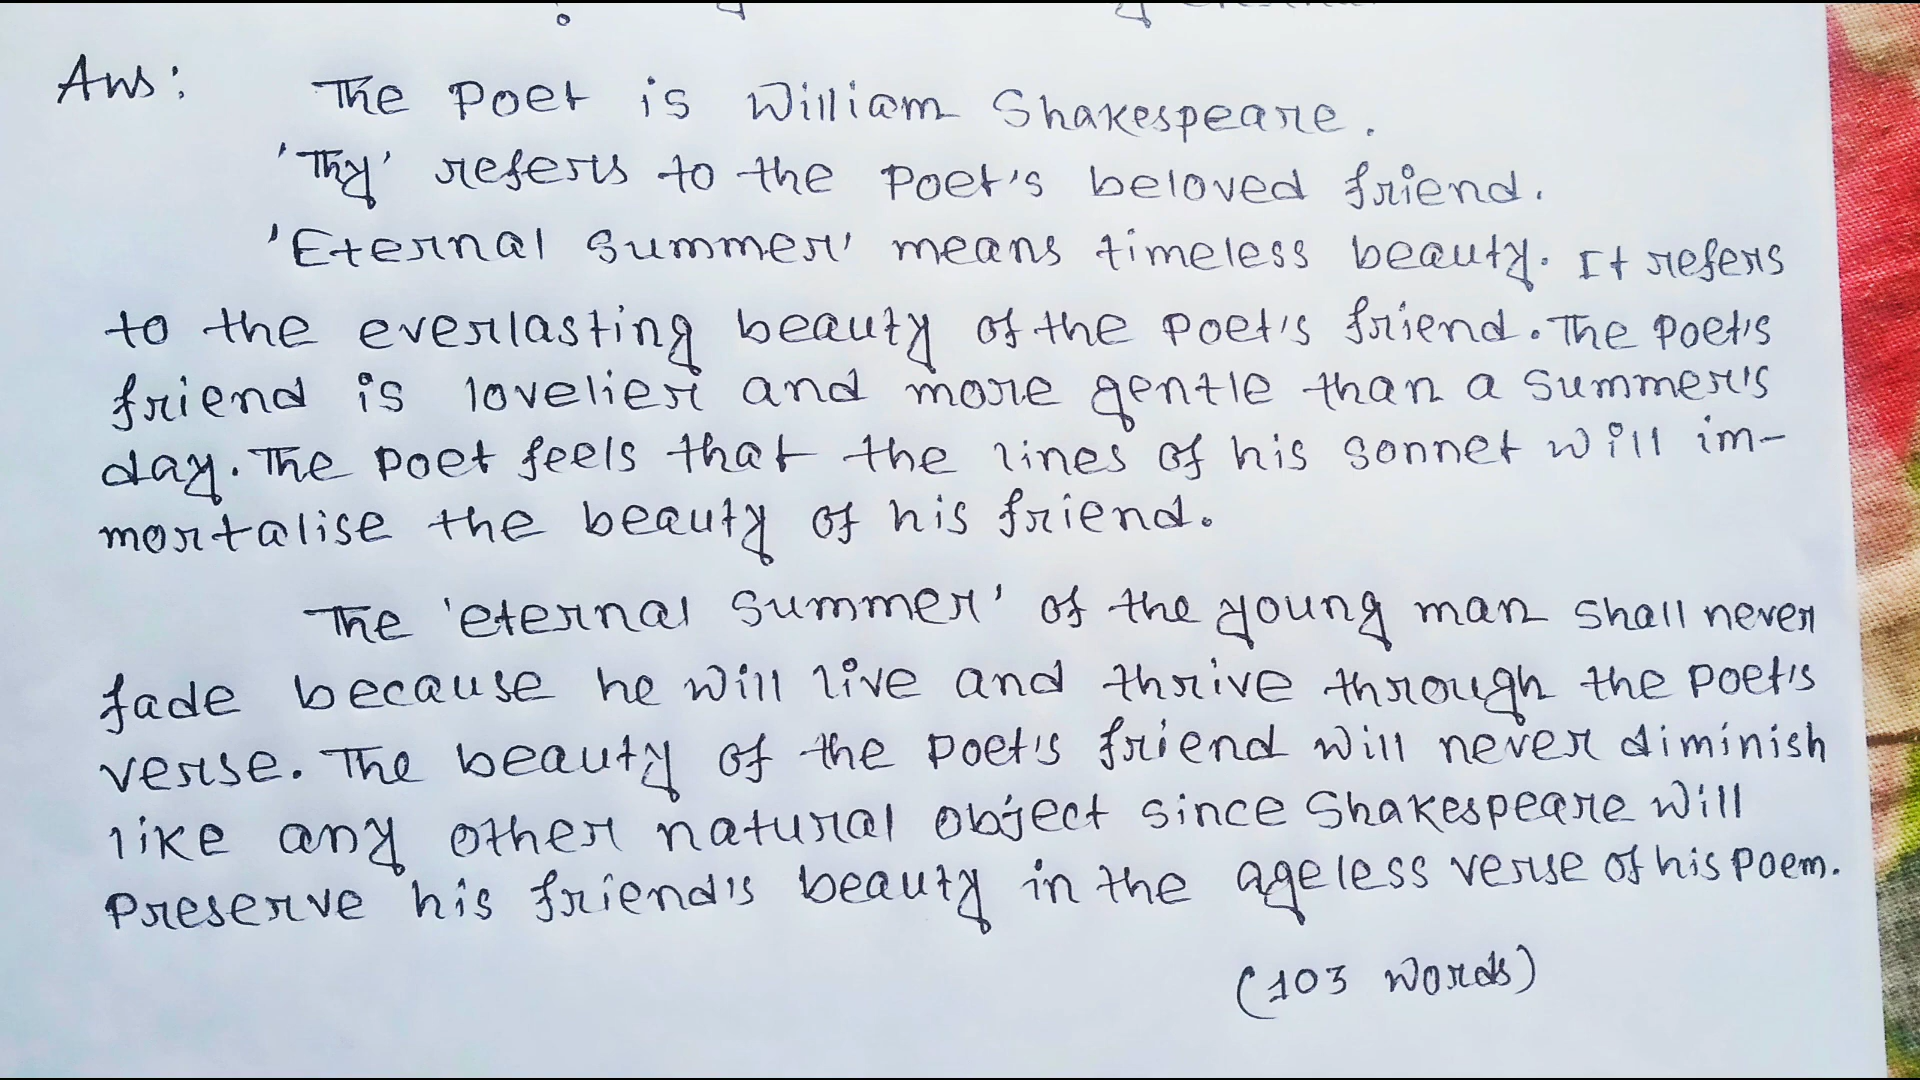 Ans: The Poet is William Shakespeare.
'Thy' refers to the Poet's beloved friend.
'Eternal Summer' means timeless beauty. It refers
to the everlasting beauty of the Poet's friend. The Poet's
friend is lovelier and more gentle than a summer's
day. The Poet feels that the lines of his sonnet will im-
mortalise the beauty of his friend.
The 'eternal summer' of the young man shall never
fade because he will live and thrive through the Poet's
verse. The beauty of the Poet's friend will never diminish
like any other natural object since Shakespeare will
Preserve his friend's beauty in the ageless verse of his Poem.
(103 words)